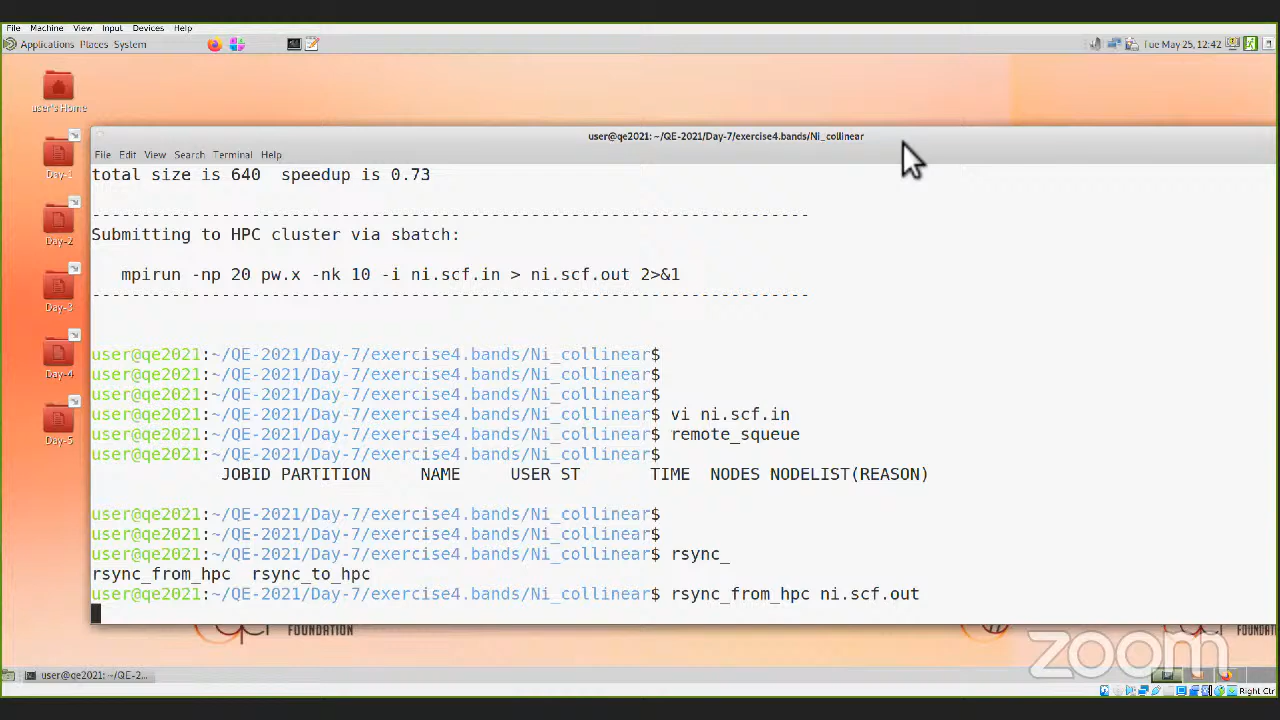 File Machine View Input Devices Help
Applications Places System
Tue May 25, 12:42
user's Home
Day-1
Day-2
Day-3
Day-4
Day-5
user@qe2021: ~/QE-2021/Day-7/exercise4.bands/Ni_collinear
File Edit View Search Terminal Help
total size is 640  speedup is 0.73
------------------------------------------------------------------------
Submitting to HPC cluster via sbatch:
mpirun -np 20 pw.x -nk 10 -i ni.scf.in > ni.scf.out 2>&1
------------------------------------------------------------------------
user@qe2021:~/QE-2021/Day-7/exercise4.bands/Ni_collinear$
user@qe2021:~/QE-2021/Day-7/exercise4.bands/Ni_collinear$
user@qe2021:~/QE-2021/Day-7/exercise4.bands/Ni_collinear$
user@qe2021:~/QE-2021/Day-7/exercise4.bands/Ni_collinear$ vi ni.scf.in
user@qe2021:~/QE-2021/Day-7/exercise4.bands/Ni_collinear$ remote_squeue
user@qe2021:~/QE-2021/Day-7/exercise4.bands/Ni_collinear$
JOBID PARTITION NAME USER ST TIME NODES NODELIST(REASON)
user@qe2021:~/QE-2021/Day-7/exercise4.bands/Ni_collinear$
user@qe2021:~/QE-2021/Day-7/exercise4.bands/Ni_collinear$
user@qe2021:~/QE-2021/Day-7/exercise4.bands/Ni_collinear$ rsync_
rsync_from_hpc  rsync_to_hpc
user@qe2021:~/QE-2021/Day-7/exercise4.bands/Ni_collinear$ rsync_from_hpc ni.scf.out
FOUNDATION
zoom
user@qe2021: ~/QE-2...
Right Ctrl